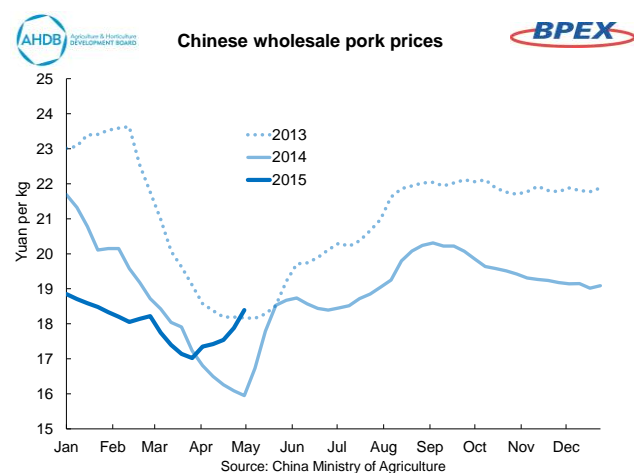 AHDB
Agriculture & Horticulture
DEVELOPMENT BOARD
Chinese wholesale pork prices
BPEX
25
24
23
22
21
20
19
18
17
16
15
Yuan per kg
2013
2014
2015
Jan Feb Mar Apr May Jun Jul Aug Sep Oct Nov Dec
Source: China Ministry of Agriculture